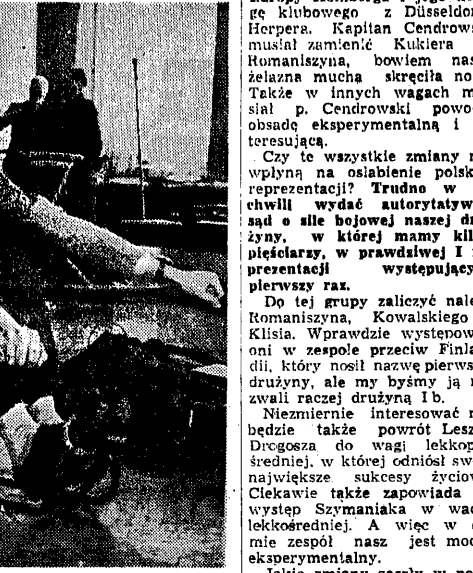 gę klubowego z Düsseldor
Herpera. Kapitan Cendrows
musiał zamienić Kukiera
Romaniszyna, bowiem nas
żelazna mucha skręciła no
Także w innych wagach m
siał p. Cendrowski powo
obsadę eksperymentalną i
teresującą.
Czy te wszystkie zmiany n
wpłyną na osłabienie polsk
reprezentacji? Trudno w
chwili wydać autorytatyw
sąd o sile bojowej naszej dr
żyny, w której mamy kil
pięściarzy, w prawdziwej I
prezentacji występujący
pierwszy raz.
Do tej grupy zaliczyć nale
Romaniszyna, Kowalskiego
Klisia. Wprawdzie występow
oni w zespole przeciw Finla
dii, który nosił nazwę pierws
drużyny, ale my byśmy ją n
zwali raczej drużyną Ib.
Niezmiernie interesować n
będzie także powrót Lesz
Drogosza do wagi lekkop
średniej, w której odniósł sw
największe sukcesy życiow
Ciekawie także zapowiada
występ Szymaniaka w wad
lekkośredniej. A więc w
mie zespół nasz jest moc
eksperymentalny.